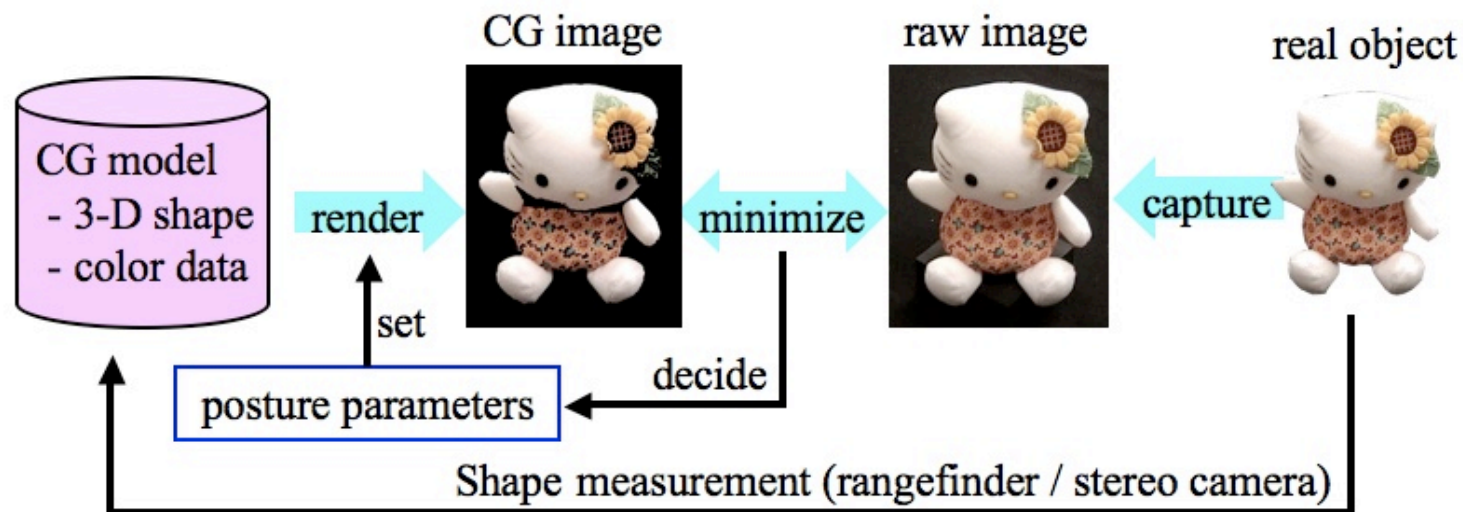 CG image
raw image
real object
CG model
- 3-D shape
- color data
render
minimize
capture
set
decide
posture parameters
Shape measurement (rangefinder / stereo camera)